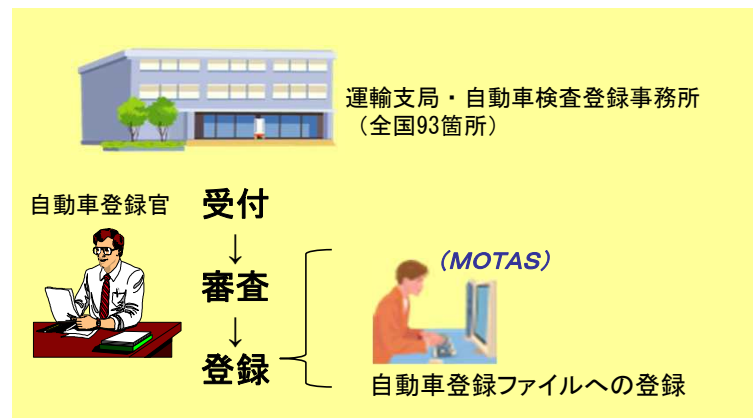 運輸支局・自動車検査登録事務所
（全国93箇所）
自動車登録官
受付
↓
審査
↓
登録
（MOTAS）
自動車登録ファイルへの登録